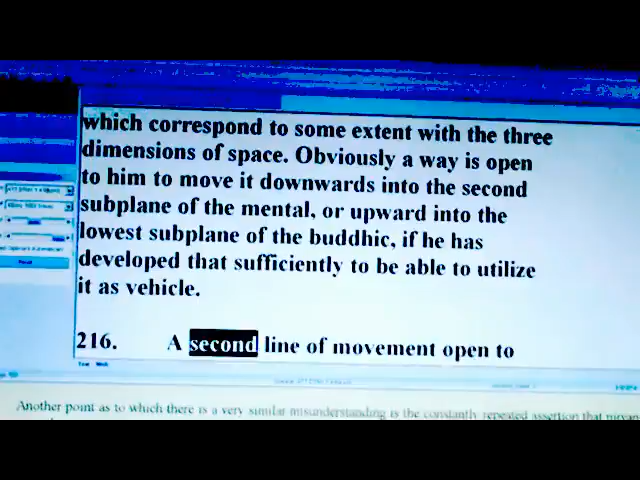 which correspond to some extent with the three
dimensions of space. Obviously a way is open
to him to move it downwards into the second
subplane of the mental, or upward into the
lowest subplane of the buddhic, if he has
developed that sufficiently to be able to utilize
it as vehicle.
216. A second line of movement open to
Another point as to which there is a very similar misunderstanding is the constantly repeated assertion that